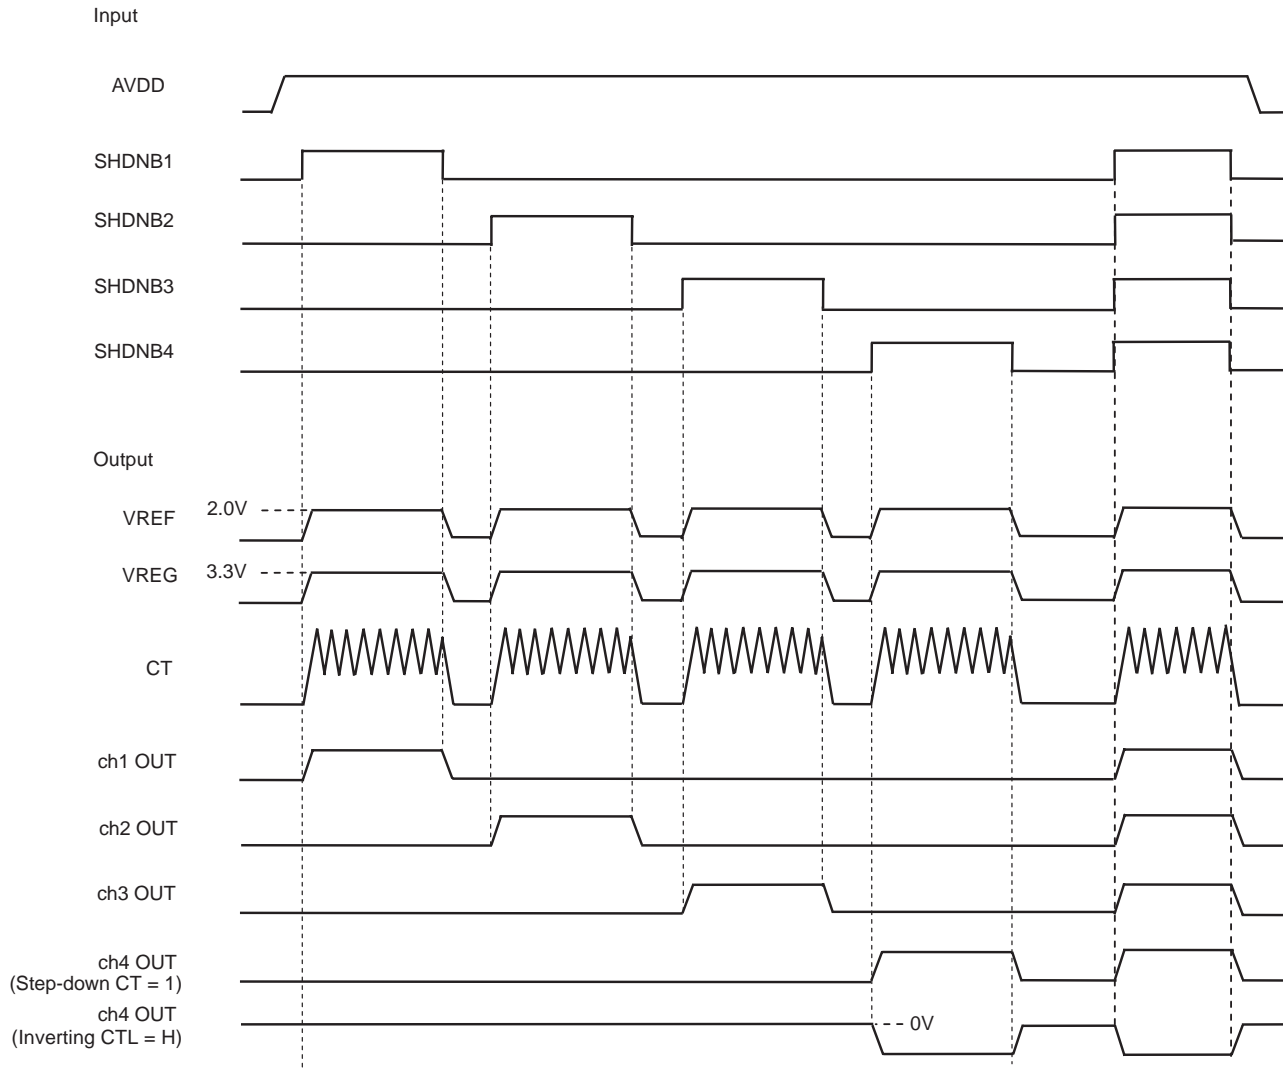 Input
AVDD
SHDNB1
SHDNB2
SHDNB3
SHDNB4
Output
VREF 2.0V
VREG 3.3V
CT
ch1 OUT
ch2 OUT
ch3 OUT
ch4 OUT
(Step-down CT = 1)
ch4 OUT
(Inverting CTL = H)
0V